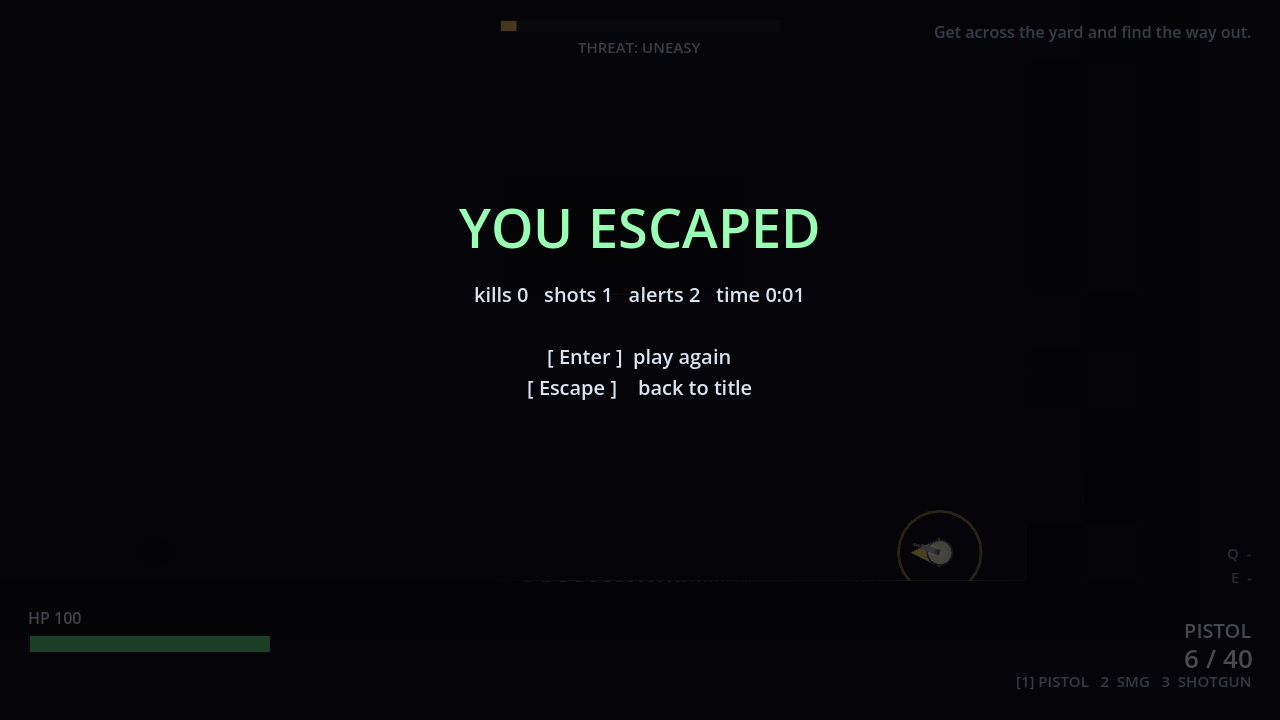 THREAT: UNEASY
Get across the yard and find the way out.
YOU ESCAPED
kills 0 shots 1 alerts 2 time 0:01
[ Enter ] play again
[ Escape ] back to title
Q -
E -
HP 100
PISTOL
6 / 40
[1] PISTOL 2 SMG 3 SHOTGUN